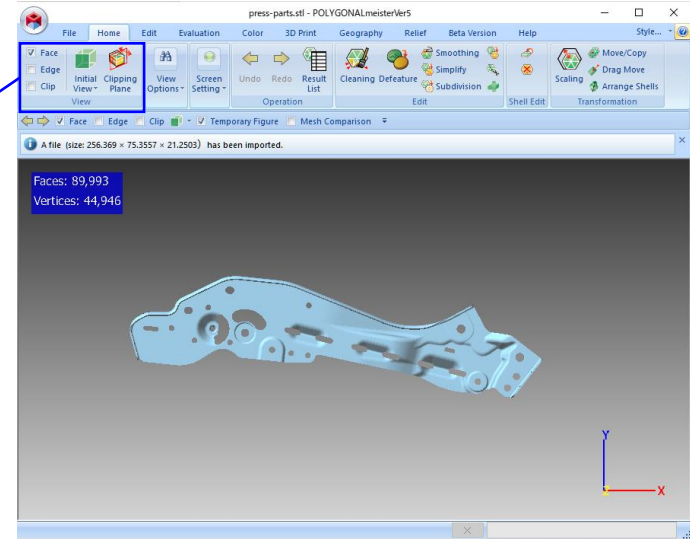 press-parts.stl - POLYGONALmeisterVer5
File Home Edit Evaluation Color 3D Print Geography Relief Beta Version Help Style...
Face
Edge
Clip
Initial View
Clipping Plane
View
View Options
Screen Setting
Undo
Redo
Result List
Operation
Cleaning
Defeature
Smoothing
Simplify
Subdivision
Edit
Shell Edit
Scaling
Move/Copy
Drag Move
Arrange Shells
Transformation
Face Edge Clip Temporary Figure Mesh Comparison
A file (size: 256.369 × 75.3557 × 21.2503) has been imported.
Faces: 89,993
Vertices: 44,946
Y
Z
X